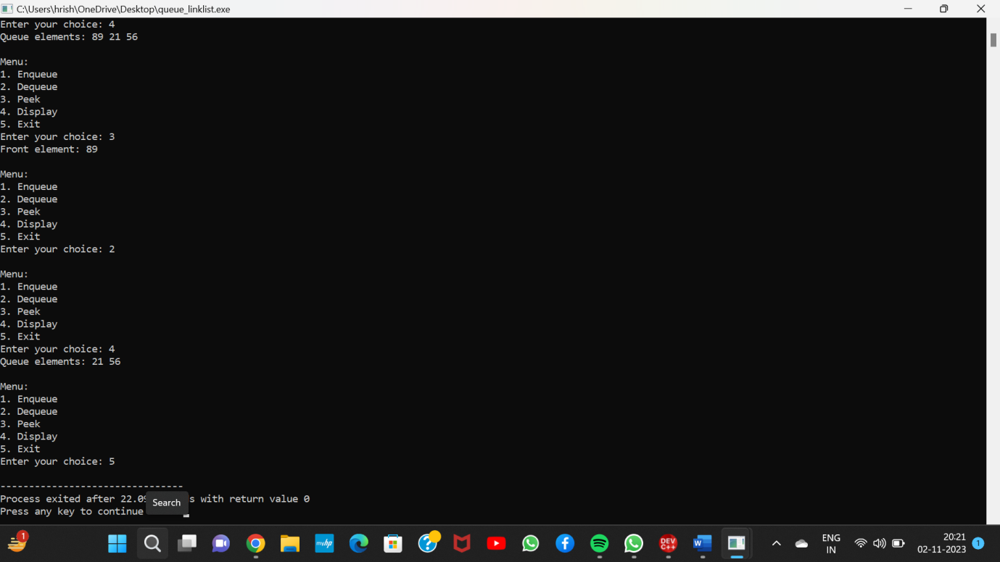 C:\Users\hrish\OneDrive\Desktop\queue_linklist.exe
Enter your choice: 4
Queue elements: 89 21 56
Menu:
1. Enqueue
2. Dequeue
3. Peek
4. Display
5. Exit
Enter your choice: 3
Front element: 89
Menu:
1. Enqueue
2. Dequeue
3. Peek
4. Display
5. Exit
Enter your choice: 2
Menu:
1. Enqueue
2. Dequeue
3. Peek
4. Display
5. Exit
Enter your choice: 4
Queue elements: 21 56
Menu:
1. Enqueue
2. Dequeue
3. Peek
4. Display
5. Exit
Enter your choice: 5
--------------------------------
Process exited after 22.09 s with return value 0
Search
Press any key to continue
1
myhp
DEV C++
W
ENG
IN
20:21
02-11-2023
1